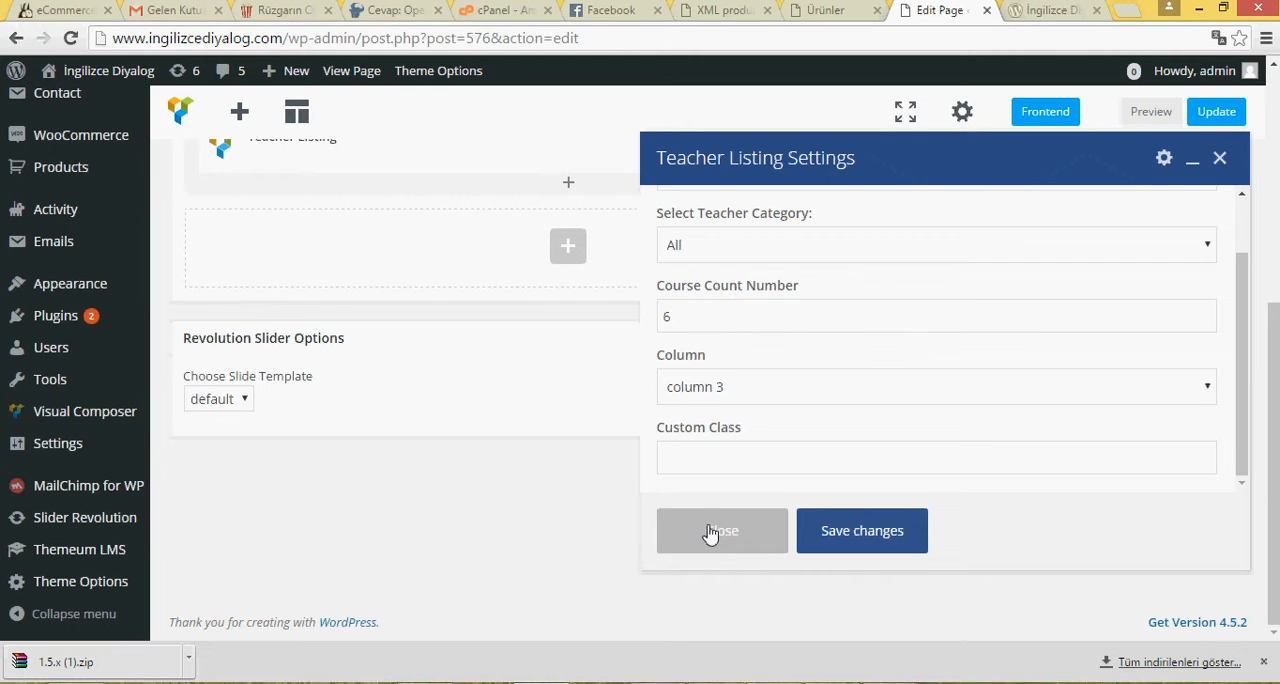 eCommerce
Gelen Kutu
Rüzgarın O
Cevap: Ope
cPanel - An
Facebook
XML produ
Ürünler
Edit Page
İngilizce Di
www.ingilizcediyalog.com/wp-admin/post.php?post=576&action=edit
İngilizce Diyalog
6
5
New
View Page
Theme Options
0
Howdy, admin
Contact
WooCommerce
Products
Activity
Emails
Appearance
Plugins 2
Users
Tools
Visual Composer
Settings
MailChimp for WP
Slider Revolution
Themeum LMS
Theme Options
Collapse menu
Frontend
Preview
Update
Teacher Listing
Revolution Slider Options
Choose Slide Template
default
Teacher Listing Settings
Select Teacher Category:
All
Course Count Number
6
Column
column 3
Custom Class
Close
Save changes
Thank you for creating with WordPress.
Get Version 4.5.2
1.5.x (1).zip
Tüm indirilenleri göster...